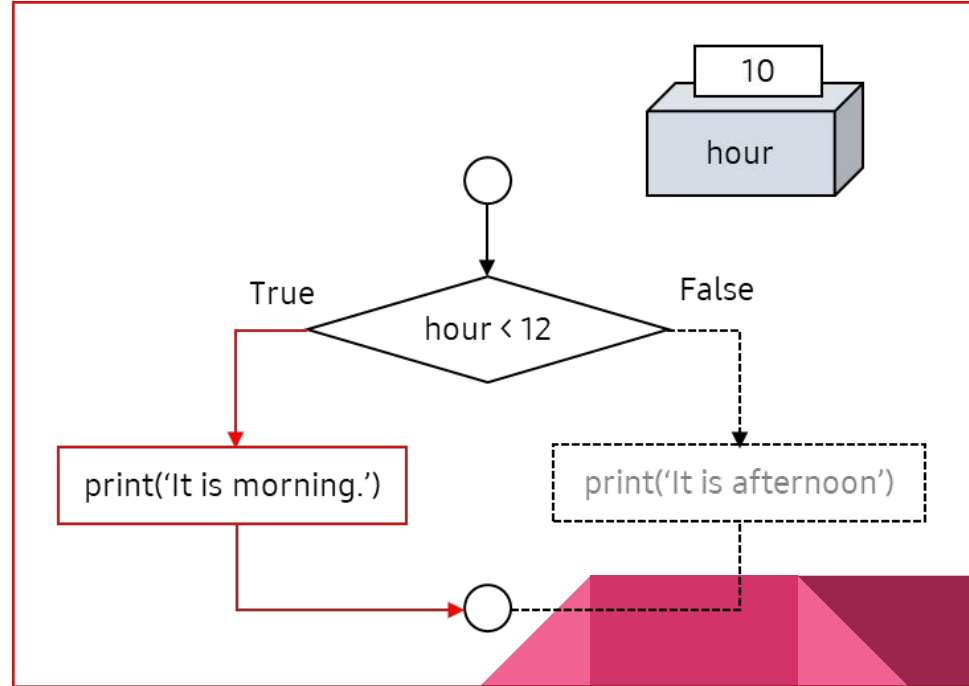 10
hour
True
False
hour < 12
print(‘It is morning.’)
print(‘It is afternoon’)